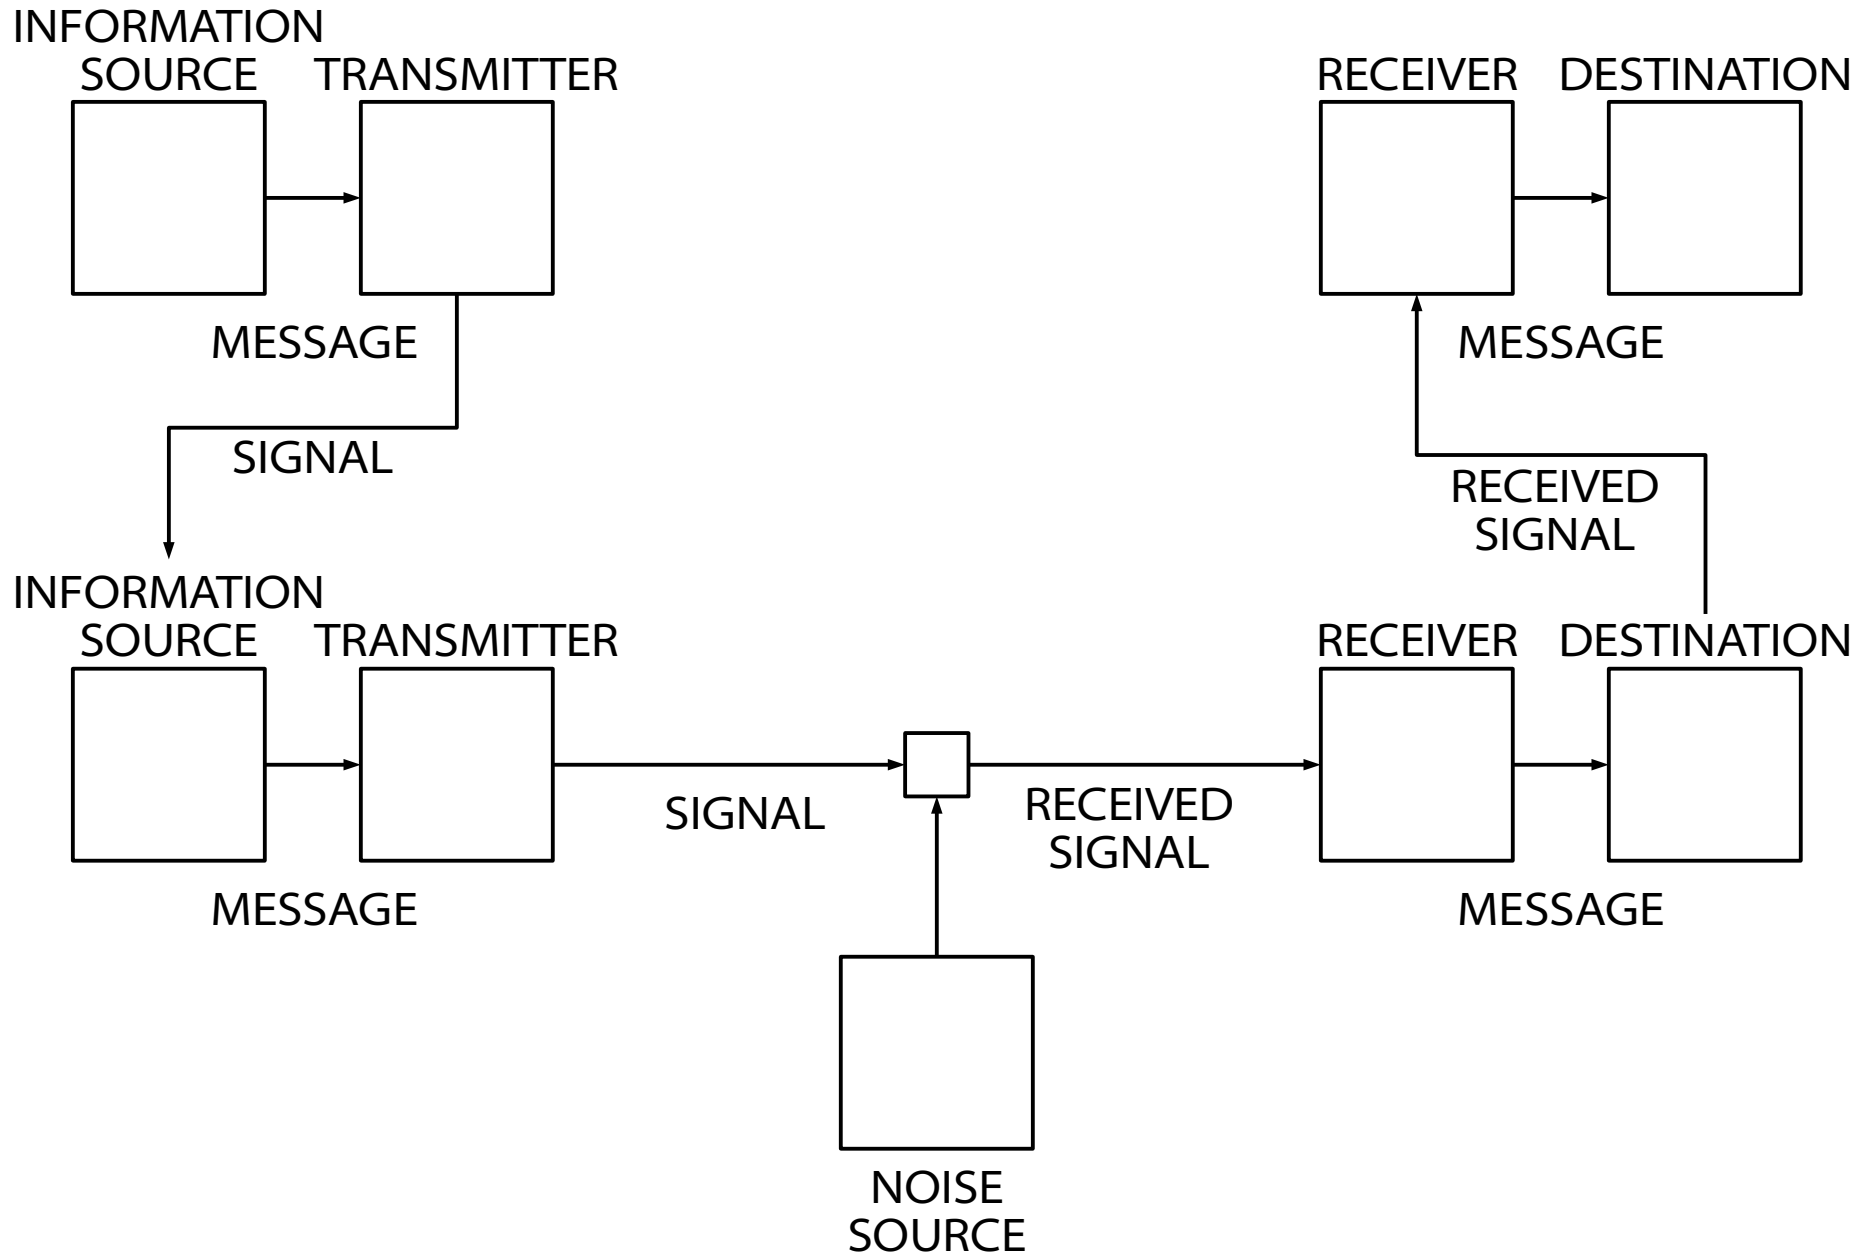 INFORMATION
SOURCE
TRANSMITTER
RECEIVER
DESTINATION
MESSAGE
MESSAGE
SIGNAL
RECEIVED
SIGNAL
INFORMATION
SOURCE
TRANSMITTER
RECEIVER
DESTINATION
SIGNAL
RECEIVED
SIGNAL
MESSAGE
MESSAGE
NOISE
SOURCE